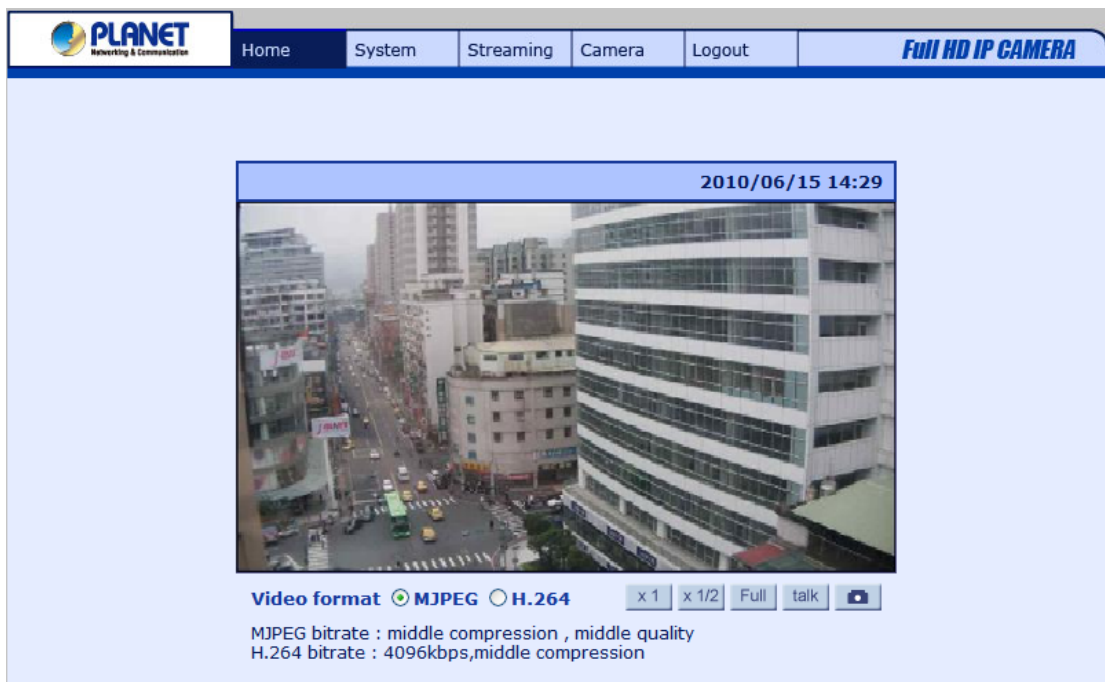 PLANET
Networking & Communication
Home System Streaming Camera Logout
Full HD IP CAMERA
2010/06/15 14:29
Video format MJPEG H.264 x 1 x 1/2 Full talk
MJPEG bitrate : middle compression , middle quality
H.264 bitrate : 4096kbps,middle compression